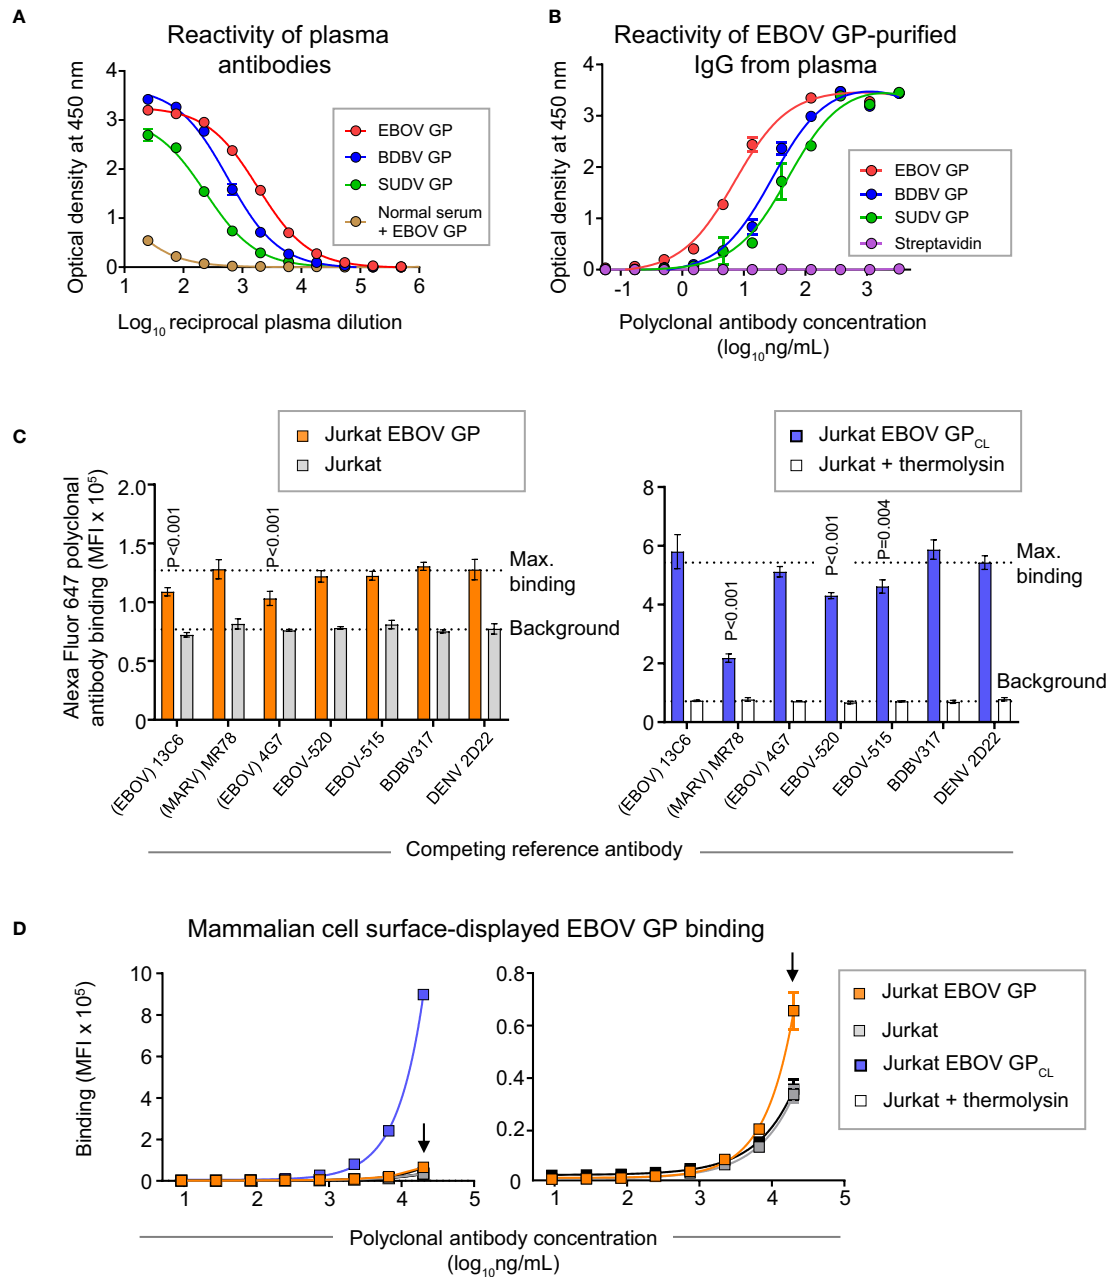 A
Reactivity of plasma
antibodies
Optical density at 450 nm
4
3
2
1
0
1 2 3 4 5 6
EBOV GP
BDBV GP
SUDV GP
Normal serum
+ EBOV GP
Log10 reciprocal plasma dilution
B
Reactivity of EBOV GP-purified
IgG from plasma
Optical density at 450 nm
4
3
2
1
0
-1 0 1 2 3
EBOV GP
BDBV GP
SUDV GP
Streptavidin
Polyclonal antibody concentration
(log10ng/mL)
C
Jurkat EBOV GP
Jurkat
Alexa Fluor 647 polyclonal
antibody binding (MFI x 10^5)
2.0
1.5
1.0
0.5
0
P<0.001
P<0.001
Max.
binding
Background
(EBOV) 13C6
(MARV) MR78
(EBOV) 4G7
EBOV-520
EBOV-515
BDBV317
DENV 2D22
Jurkat EBOV GPCL
Jurkat + thermolysin
8
6
4
2
0
P<0.001
P<0.001
P=0.004
Max.
binding
Background
(EBOV) 13C6
(MARV) MR78
(EBOV) 4G7
EBOV-520
EBOV-515
BDBV317
DENV 2D22
Competing reference antibody
D
Mammalian cell surface-displayed EBOV GP binding
Binding (MFI x 10^5)
10
8
6
4
2
0
1 2 3 4 5
0.8
0.6
0.4
0.2
0
1 2 3 4 5
Jurkat EBOV GP
Jurkat
Jurkat EBOV GPCL
Jurkat + thermolysin
Polyclonal antibody concentration
(log10ng/mL)